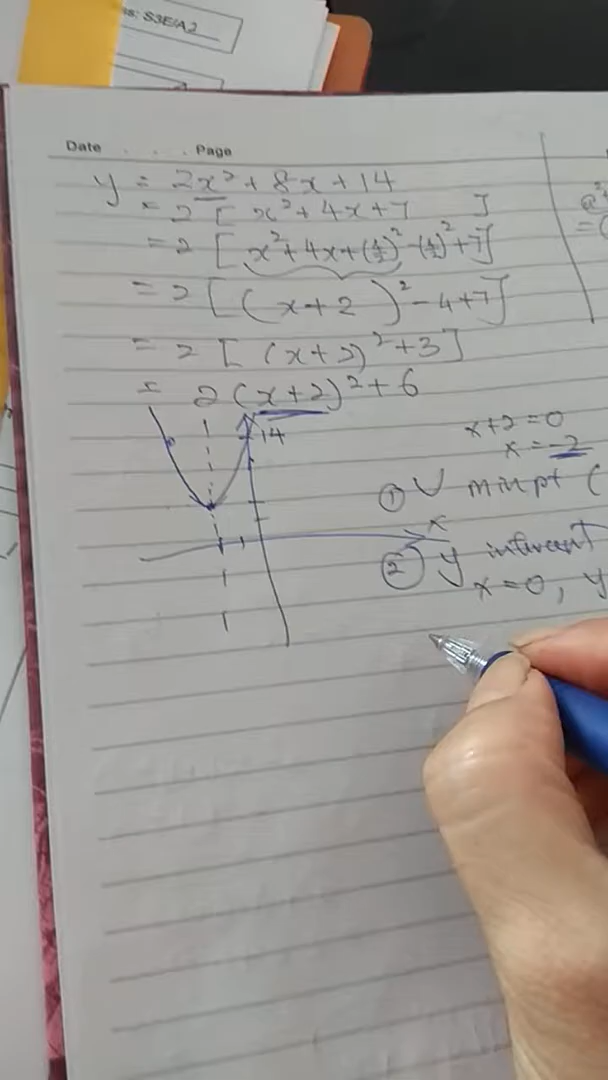 ss: S3E/A2
Date . . . . . Page
y = 2x² + 8x + 14
= 2 [ x² + 4x + 7 ]
= 2 [ x² + 4x + (4/2)² - (4/2)² + 7 ]
= 2 [ ( x + 2 )² - 4 + 7 ]
= 2 [ (x + 2)² + 3 ]
= 2 (x + 2)² + 6
14
x
x + 2 = 0
x = -2
① ∪ min pt (
② y intercept
x = 0, y